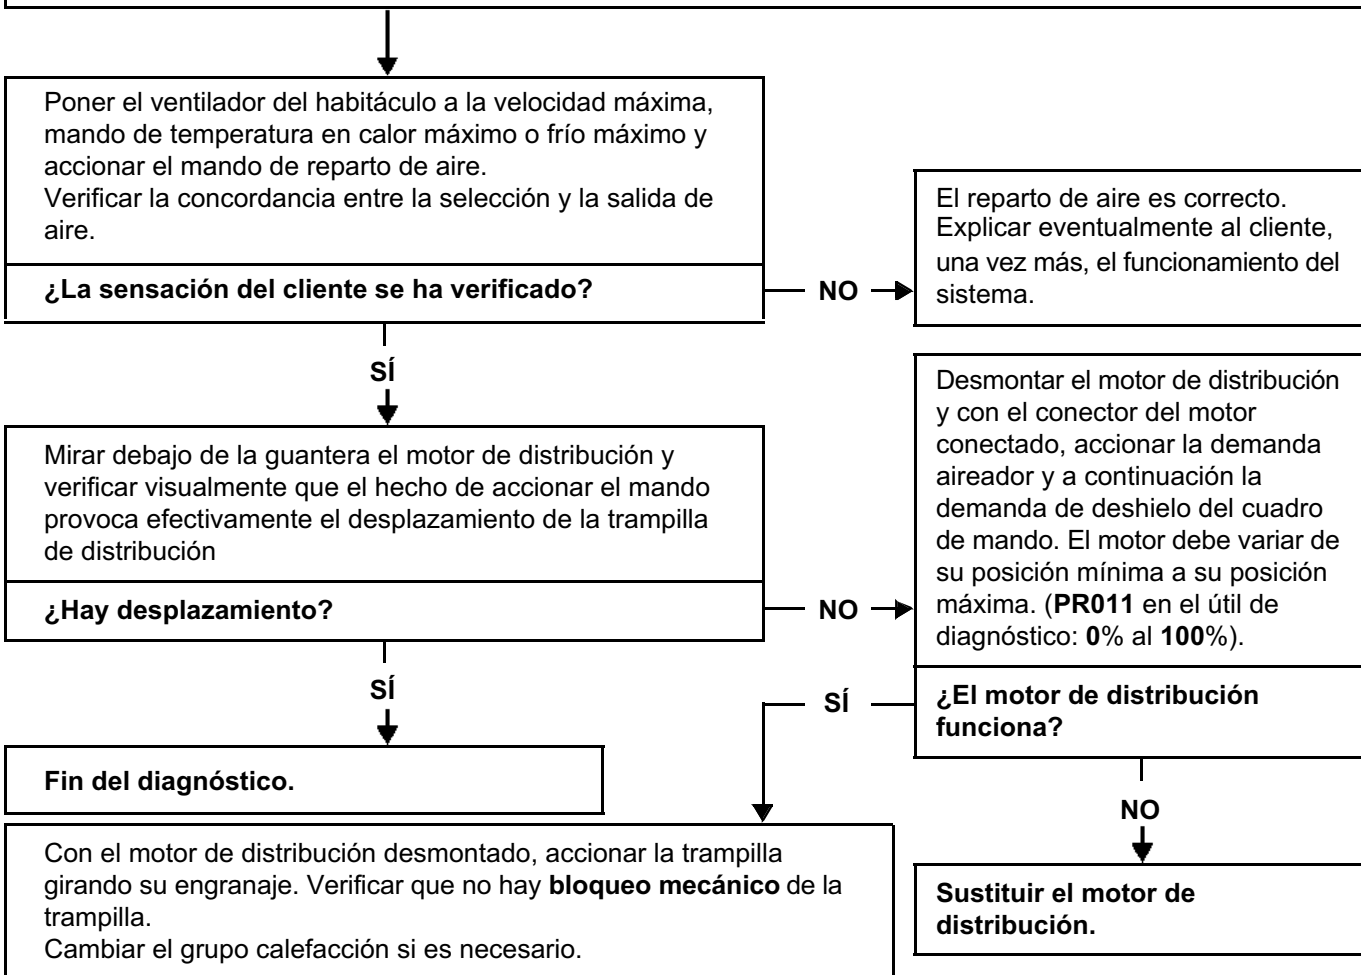 Poner el ventilador del habitáculo a la velocidad máxima,
mando de temperatura en calor máximo o frío máximo y
accionar el mando de reparto de aire.
Verificar la concordancia entre la selección y la salida de
aire.
¿La sensación del cliente se ha verificado?
NO
El reparto de aire es correcto.
Explicar eventualmente al cliente,
una vez más, el funcionamiento del
sistema.
SÍ
Mirar debajo de la guantera el motor de distribución y
verificar visualmente que el hecho de accionar el mando
provoca efectivamente el desplazamiento de la trampilla
de distribución
¿Hay desplazamiento?
NO
Desmontar el motor de distribución
y con el conector del motor
conectado, accionar la demanda
aireador y a continuación la
demanda de deshielo del cuadro
de mando. El motor debe variar de
su posición mínima a su posición
máxima. (PR011 en el útil de
diagnóstico: 0% al 100%).
¿El motor de distribución
funciona?
SÍ
SÍ
Fin del diagnóstico.
NO
Con el motor de distribución desmontado, accionar la trampilla
girando su engranaje. Verificar que no hay bloqueo mecánico de la
trampilla.
Cambiar el grupo calefacción si es necesario.
Sustituir el motor de
distribución.